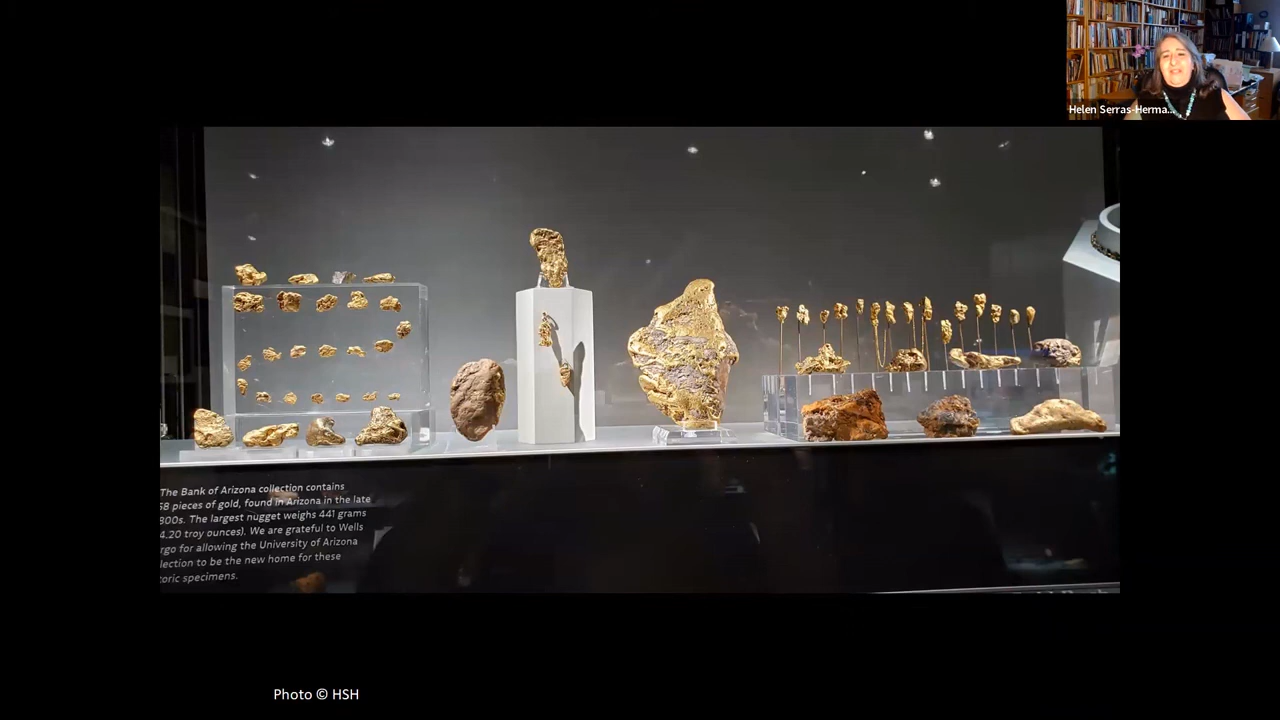 Helen Serras-Herma...
The Bank of Arizona collection contains
58 pieces of gold, found in Arizona in the late
800s. The largest nugget weighs 441 grams
4.20 troy ounces). We are grateful to Wells
rgo for allowing the University of Arizona
llection to be the new home for these
toric specimens.
Photo © HSH